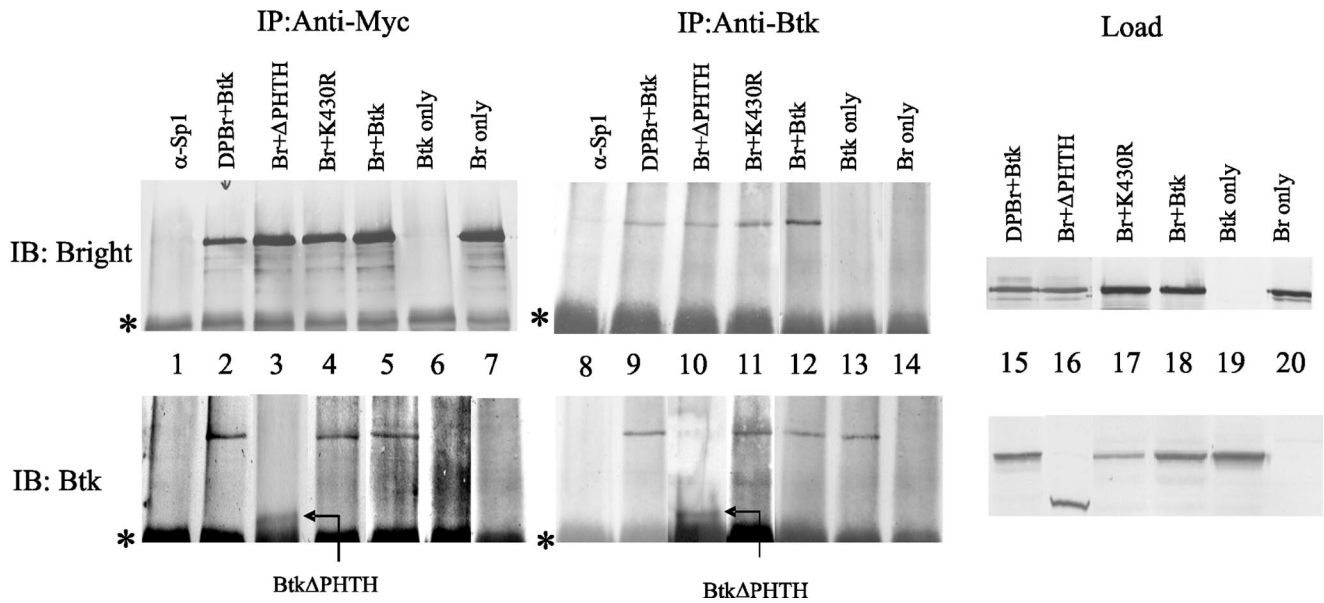 IP:Anti-Myc
IP:Anti-Btk
Load
α-Sp1
DPBr+Btk
Br+ΔPHTH
Br+K430R
Br+Btk
Btk only
Br only
α-Sp1
DPBr+Btk
Br+ΔPHTH
Br+K430R
Br+Btk
Btk only
Br only
DPBr+Btk
Br+ΔPHTH
Br+K430R
Br+Btk
Btk only
Br only
IB: Bright
*
*
1 2 3 4 5 6 7
8 9 10 11 12 13 14
15 16 17 18 19 20
IB: Btk
*
*
BtkΔPHTH
BtkΔPHTH